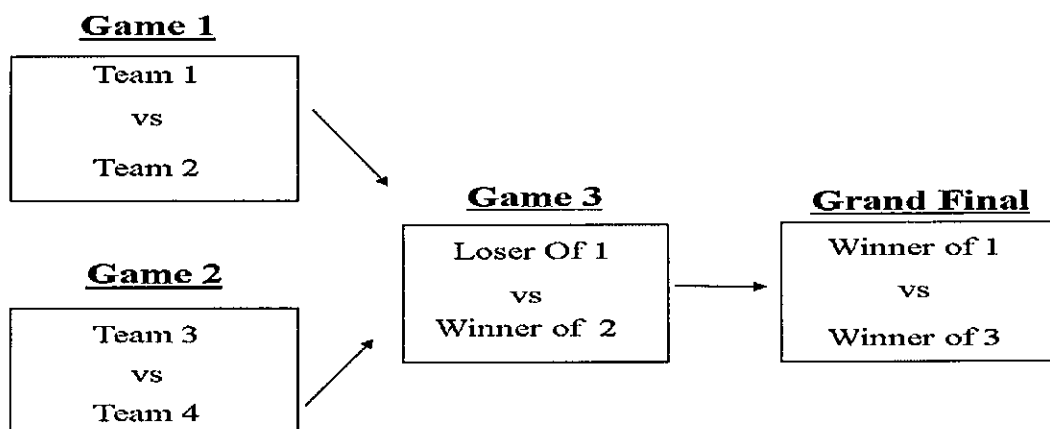 Game 1
Team 1
vs
Team 2
Game 2
Team 3
vs
Team 4
Game 3
Loser Of 1
vs
Winner of 2
Grand Final
Winner of 1
vs
Winner of 3